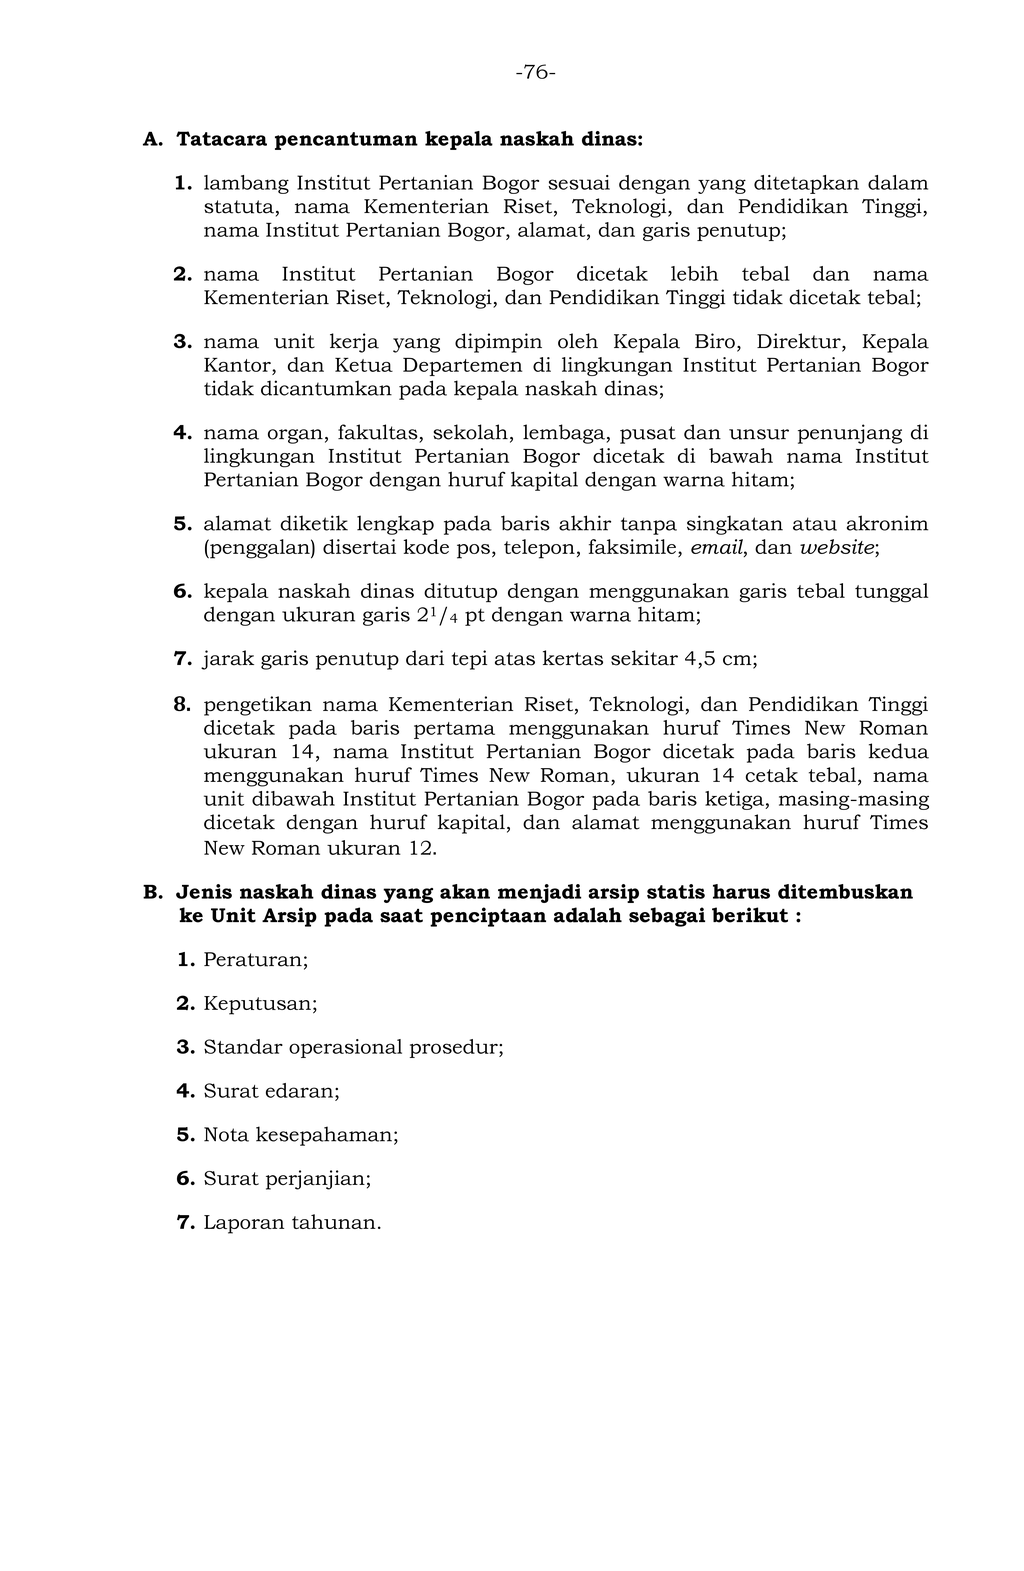 -76-
A. Tatacara pencantuman kepala naskah dinas:
1. lambang Institut Pertanian Bogor sesuai dengan yang ditetapkan dalam
statuta, nama Kementerian Riset, Teknologi, dan Pendidikan Tinggi,
nama Institut Pertanian Bogor, alamat, dan garis penutup;
2. nama Institut Pertanian Bogor dicetak lebih tebal dan nama
Kementerian Riset, Teknologi, dan Pendidikan Tinggi tidak dicetak tebal;
3. nama unit kerja yang dipimpin oleh Kepala Biro, Direktur, Kepala
Kantor, dan Ketua Departemen di lingkungan Institut Pertanian Bogor
tidak dicantumkan pada kepala naskah dinas;
4. nama organ, fakultas, sekolah, lembaga, pusat dan unsur penunjang di
lingkungan Institut Pertanian Bogor dicetak di bawah nama Institut
Pertanian Bogor dengan huruf kapital dengan warna hitam;
5. alamat diketik lengkap pada baris akhir tanpa singkatan atau akronim
(penggalan) disertai kode pos, telepon, faksimile, email, dan website;
6. kepala naskah dinas ditutup dengan menggunakan garis tebal tunggal
dengan ukuran garis 2¹/₄ pt dengan warna hitam;
7. jarak garis penutup dari tepi atas kertas sekitar 4,5 cm;
8. pengetikan nama Kementerian Riset, Teknologi, dan Pendidikan Tinggi
dicetak pada baris pertama menggunakan huruf Times New Roman
ukuran 14, nama Institut Pertanian Bogor dicetak pada baris kedua
menggunakan huruf Times New Roman, ukuran 14 cetak tebal, nama
unit dibawah Institut Pertanian Bogor pada baris ketiga, masing-masing
dicetak dengan huruf kapital, dan alamat menggunakan huruf Times
New Roman ukuran 12.
B. Jenis naskah dinas yang akan menjadi arsip statis harus ditembuskan
ke Unit Arsip pada saat penciptaan adalah sebagai berikut :
1. Peraturan;
2. Keputusan;
3. Standar operasional prosedur;
4. Surat edaran;
5. Nota kesepahaman;
6. Surat perjanjian;
7. Laporan tahunan.